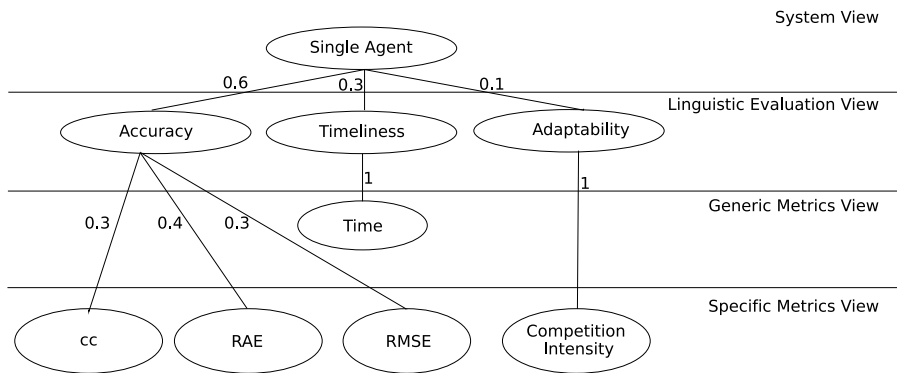 System View
Single Agent
0.6
0.3
0.1
Linguistic Evaluation View
Accuracy
Timeliness
Adaptability
1
1
Generic Metrics View
0.3
0.4
0.3
Time
Specific Metrics View
cc
RAE
RMSE
Competition
Intensity